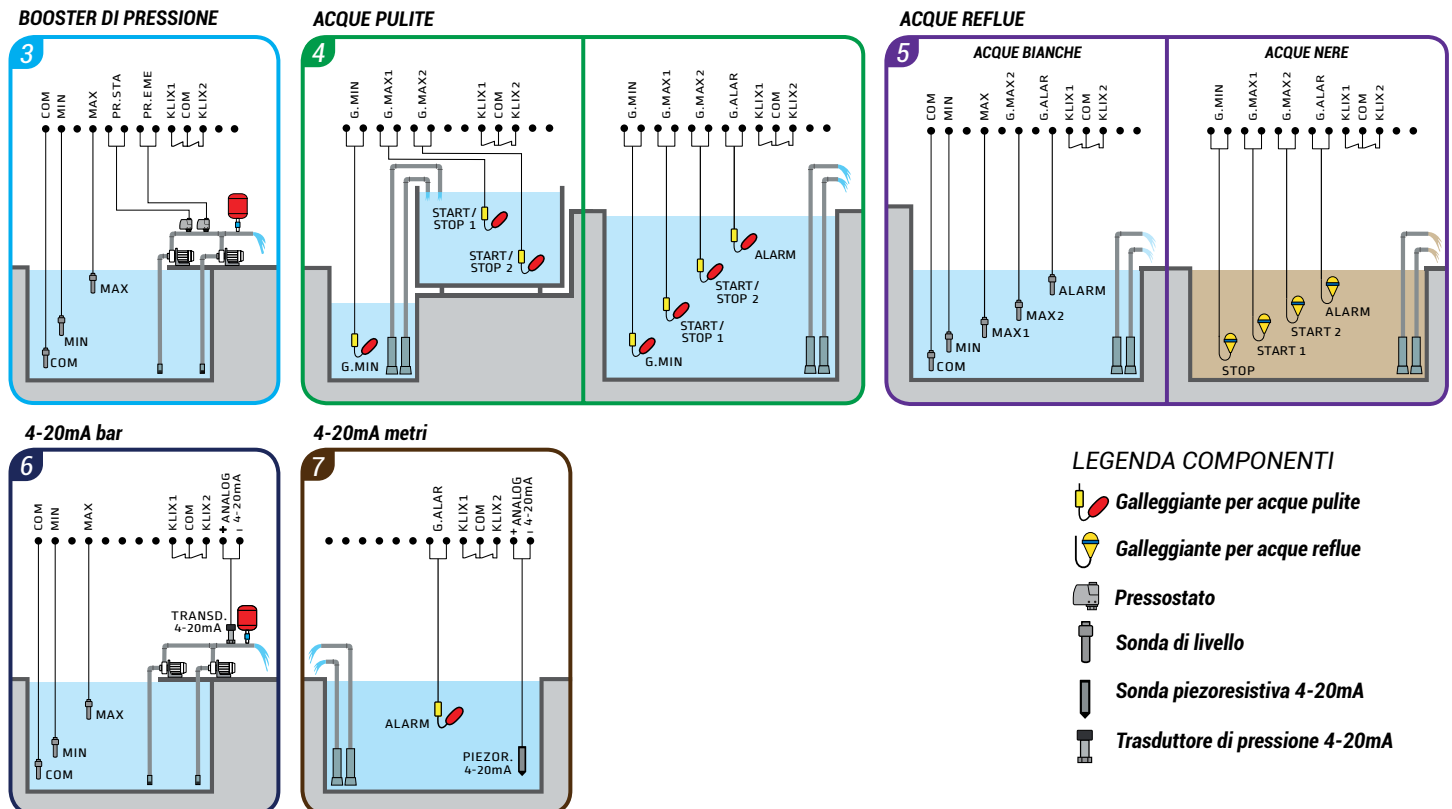 BOOSTER DI PRESSIONE
3
COM
MIN
MAX
PR.STA
PR.EME
KLIX1
COM
KLIX2
MAX
MIN
COM
ACQUE PULITE
4
G.MIN
G.MAX1
G.MAX2
KLIX1
COM
KLIX2
START/
STOP 1
START/
STOP 2
G.MIN
G.MIN
G.MAX1
G.MAX2
G.ALAR
KLIX1
COM
KLIX2
ALARM
START/
STOP 2
START/
STOP 1
G.MIN
ACQUE REFLUE
5
ACQUE BIANCHE
COM
MIN
MAX
G.MAX2
G.ALAR
KLIX1
COM
KLIX2
ALARM
MAX2
MAX1
MIN
COM
ACQUE NERE
G.MIN
G.MAX1
G.MAX2
G.ALAR
KLIX1
COM
KLIX2
ALARM
START 2
START 1
STOP
4-20mA bar
6
COM
MIN
MAX
KLIX1
COM
KLIX2
+ ANALOG
- 4-20mA
TRANSD.
4-20mA
MAX
MIN
COM
4-20mA metri
7
G.ALAR
KLIX1
COM
KLIX2
+ ANALOG
- 4-20mA
ALARM
PIEZOR.
4-20mA
LEGENDA COMPONENTI
Galleggiante per acque pulite
Galleggiante per acque reflue
Pressostato
Sonda di livello
Sonda piezoresistiva 4-20mA
Trasduttore di pressione 4-20mA